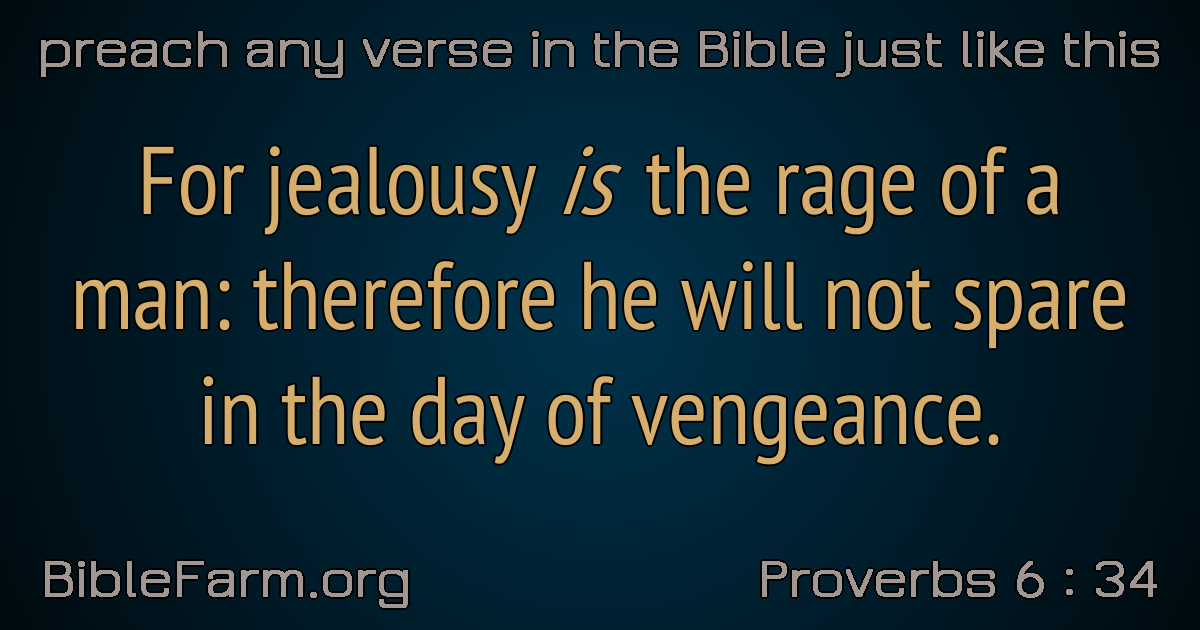 preach any verse in the Bible just like this
For jealousy is the rage of a
man: therefore he will not spare
in the day of vengeance.
BibleFarm.org
Proverbs 6 : 34